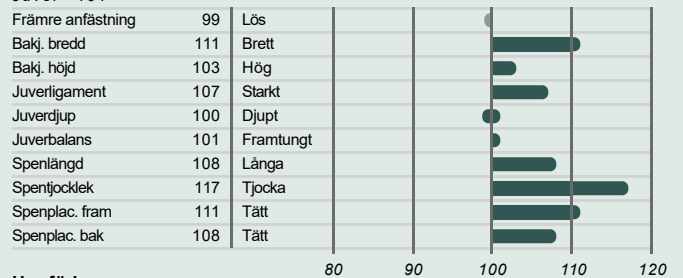 Främre anfästning 99 Lös
Bakj. bredd 111 Brett
Bakj. höjd 103 Hög
Juverligament 107 Starkt
Juverdjup 100 Djupt
Juverbalans 101 Framtungt
Spenlängd 108 Långa
Spentjocklek 117 Tjocka
Spenplac. fram 111 Tätt
Spenplac. bak 108 Tätt
80 90 100 110 120